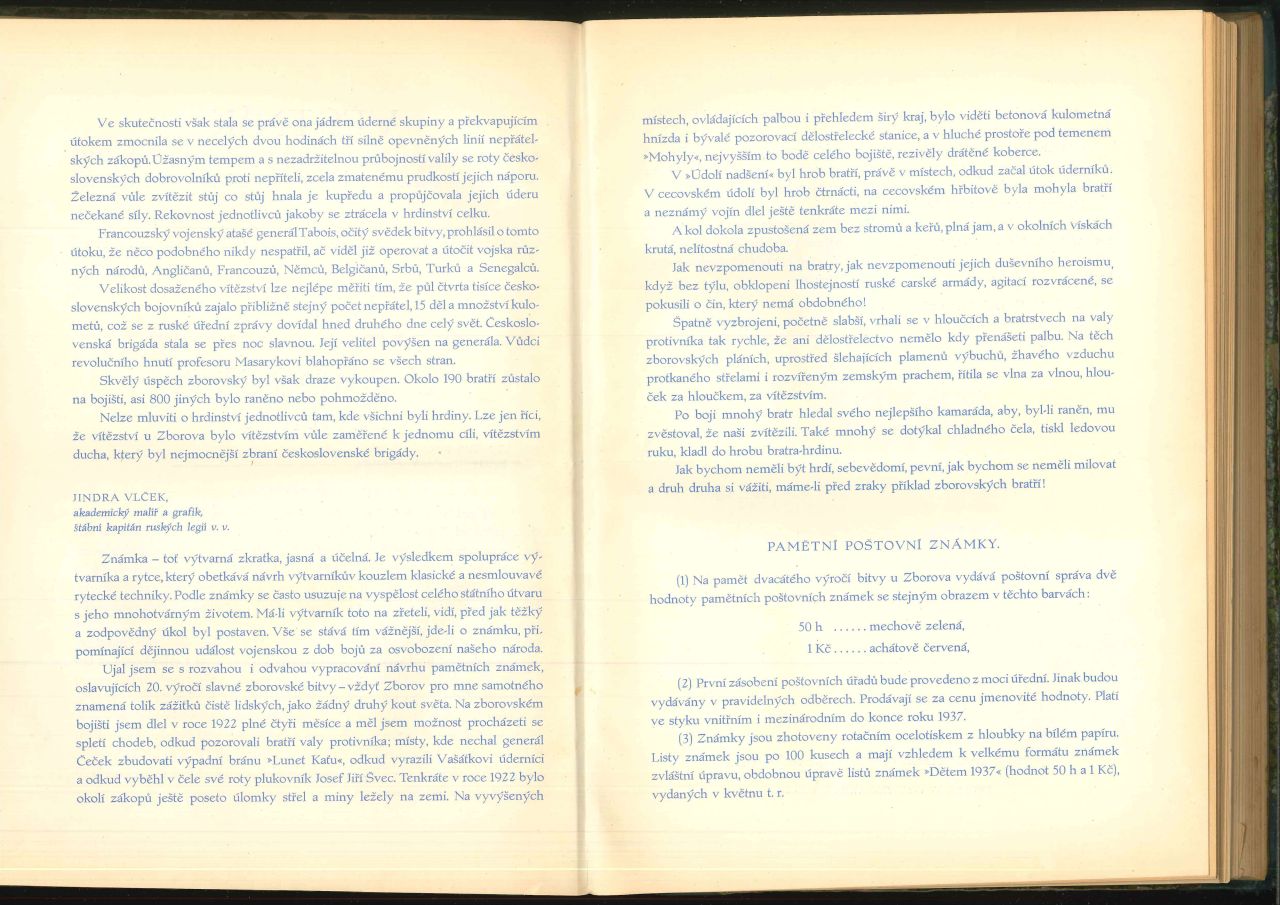 Ve skutečnosti však stala se právě ona jádrem úderné skupiny a překvapujícím
útokem zmocnila se v necelých dvou hodinách tří silně opevněných linií nepřátel-
ských zákopů. Úžasným tempem a s nezadržitelnou průbojností valily se roty česko-
slovenských dobrovolníků proti nepříteli, zcela zmatenému prudkostí jejich náporu.
Železná vůle zvítězit stůj co stůj hnala je kupředu a propůjčovala jejich úderu
nečekané síly. Rekovnost jednotlivců jakoby se ztrácela v hrdinství celku.
Francouzský vojenský atašé generál Tabois, očitý svědek bitvy, prohlásil o tomto
útoku, že něco podobného nikdy nespatřil, ač viděl již operovat a útočit vojska růz-
ných národů, Angličanů, Francouzů, Němců, Belgičanů, Srbů, Turků a Senegalců.
Velikost dosaženého vítězství lze nejlépe měřiti tím, že půl čtvrta tisíce česko-
slovenských bojovníků zajalo přibližně stejný počet nepřátel, 15 děl a množství kulo-
metů, což se z ruské úřední zprávy dovídal hned druhého dne celý svět. Českoslo-
venská brigáda stala se přes noc slavnou. Její velitel povýšen na generála. Vůdci
revolučního hnutí profesoru Masarykovi blahopřáno se všech stran.
Skvělý úspěch zborovský byl však draze vykoupen. Okolo 190 bratří zůstalo
na bojišti, asi 800 jiných bylo raněno nebo pohmožděno.
Nelze mluviti o hrdinství jednotlivců tam, kde všichni byli hrdiny. Lze jen říci,
že vítězství u Zborova bylo vítězstvím vůle zaměřené k jednomu cíli, vítězstvím
ducha, který byl nejmocnější zbraní československé brigády.
JINDRA VLČEK,
akademický malíř a grafik,
štábní kapitán ruských legií v. v.
Známka – toť výtvarná zkratka, jasná a účelná. Je výsledkem spolupráce vý-
tvarníka a rytce, který obetkává návrh výtvarníkův kouzlem klasické a nesmlouvavé
rytecké techniky. Podle známky se často usuzuje na vyspělost celého státního útvaru
s jeho mnohotvárným životem. Má-li výtvarník toto na zřeteli, vidí, před jak těžký
a zodpovědný úkol byl postaven. Vše se stává tím vážnější, jde-li o známku, při-
pomínající dějinnou událost vojenskou z dob bojů za osvobození našeho národa.
Ujal jsem se s rozvahou i odvahou vypracování návrhu pamětních známek,
oslavujících 20. výročí slavné zborovské bitvy – vždyť Zborov pro mne samotného
znamená tolik zážitků čistě lidských, jako žádný druhý kout světa. Na zborovském
bojišti jsem dlel v roce 1922 plné čtyři měsíce a měl jsem možnost procházeti se
spletí chodeb, odkud pozorovali bratří valy protivníka; místy, kde nechal generál
Čeček zbudovati výpadní bránu »Lunet Kaťu«, odkud vyrazili Vašátkovi úderníci
a odkud vyběhl v čele své roty plukovník Josef Jiří Švec. Tenkráte v roce 1922 bylo
okolí zákopů ještě poseto úlomky střel a miny ležely na zemi. Na vyvýšených
místech, ovládajících palbou i přehledem širý kraj, bylo viděti betonová kulometná
hnízda i bývalé pozorovací dělostřelecké stanice, a v hluché prostoře pod temenem
»Mohyly«, nejvyšším to bodě celého bojiště, rezivěly drátěné koberce.
V »Údolí nadšení« byl hrob bratří, právě v místech, odkud začal útok úderníků.
V cecovském údolí byl hrob čtrnácti, na cecovském hřbitově byla mohyla bratří
a neznámý vojín dlel ještě tenkráte mezi nimi.
A kol dokola zpustošená zem bez stromů a keřů, plná jam, a v okolních vískách
krutá, nelítostná chudoba.
Jak nevzpomenouti na bratry, jak nevzpomenouti jejich duševního heroismu,
když bez týlu, obklopeni lhostejností ruské carské armády, agitací rozvrácené, se
pokusili o čin, který nemá obdobného!
Špatně vyzbrojeni, početně slabší, vrhali se v hloučcích a bratrstvech na valy
protivníka tak rychle, že ani dělostřelectvo nemělo kdy přenášeti palbu. Na těch
zborovských pláních, uprostřed šlehajících plamenů výbuchů, žhavého vzduchu
protkaného střelami i rozvířeným zemským prachem, řítila se vlna za vlnou, hlou-
ček za hloučkem, za vítězstvím.
Po boji mnohý bratr hledal svého nejlepšího kamaráda, aby, byl-li raněn, mu
zvěstoval, že naši zvítězili. Také mnohý se dotýkal chladného čela, tiskl ledovou
ruku, kladl do hrobu bratra-hrdinu.
Jak bychom neměli být hrdí, sebevědomí, pevní, jak bychom se neměli milovat
a druh druha si vážiti, máme-li před zraky příklad zborovských bratří!
PAMĚTNÍ POŠTOVNÍ ZNÁMKY.
(1) Na paměť dvacátého výročí bitvy u Zborova vydává poštovní správa dvě
hodnoty pamětních poštovních známek se stejným obrazem v těchto barvách:
50 h ......mechově zelená,
1 Kč......achátově červená,
(2) První zásobení poštovních úřadů bude provedeno z moci úřední. Jinak budou
vydávány v pravidelných odběrech. Prodávají se za cenu jmenovité hodnoty. Platí
ve styku vnitřním i mezinárodním do konce roku 1937.
(3) Známky jsou zhotoveny rotačním ocelotiskem z hloubky na bílém papíru.
Listy známek jsou po 100 kusech a mají vzhledem k velkému formátu známek
zvláštní úpravu, obdobnou úpravě listů známek »Dětem 1937« (hodnot 50 h a 1 Kč),
vydaných v květnu t. r.